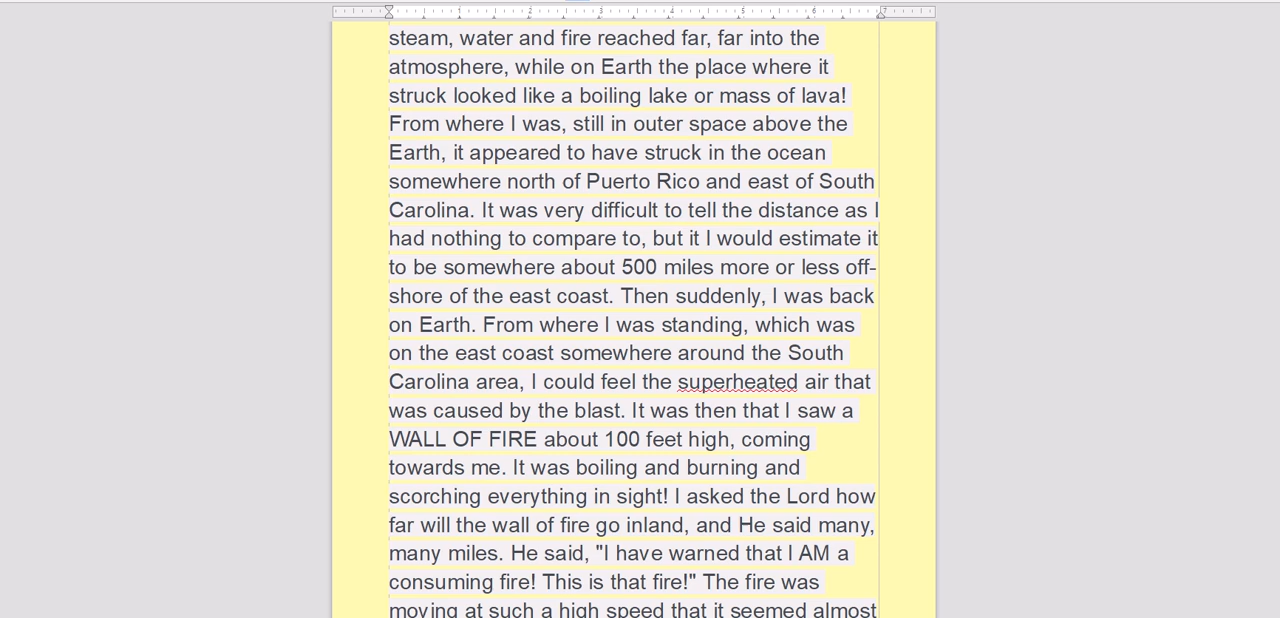 1 2 3 4 5 6 7
steam, water and fire reached far, far into the
atmosphere, while on Earth the place where it
struck looked like a boiling lake or mass of lava!
From where I was, still in outer space above the
Earth, it appeared to have struck in the ocean
somewhere north of Puerto Rico and east of South
Carolina. It was very difficult to tell the distance as I
had nothing to compare to, but it I would estimate it
to be somewhere about 500 miles more or less off-
shore of the east coast. Then suddenly, I was back
on Earth. From where I was standing, which was
on the east coast somewhere around the South
Carolina area, I could feel the superheated air that
was caused by the blast. It was then that I saw a
WALL OF FIRE about 100 feet high, coming
towards me. It was boiling and burning and
scorching everything in sight! I asked the Lord how
far will the wall of fire go inland, and He said many,
many miles. He said, "I have warned that I AM a
consuming fire! This is that fire!" The fire was
moving at such a high speed that it seemed almost